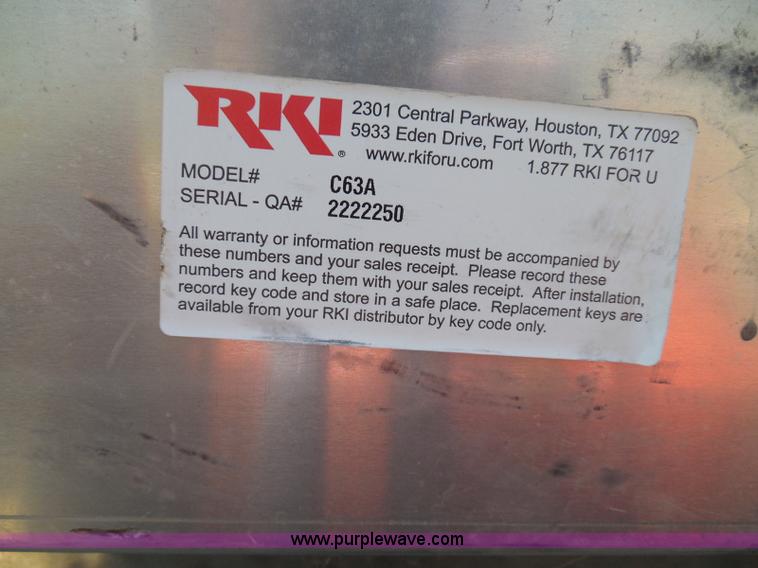 RKI®
2301 Central Parkway, Houston, TX 77092
5933 Eden Drive, Fort Worth, TX 76117
www.rkiforu.com 1.877 RKI FOR U
MODEL# C63A
SERIAL - QA# 2222250
All warranty or information requests must be accompanied by
these numbers and your sales receipt. Please record these
numbers and keep them with your sales receipt. After installation,
record key code and store in a safe place. Replacement keys are
available from your RKI distributor by key code only.
www.purplewave.com